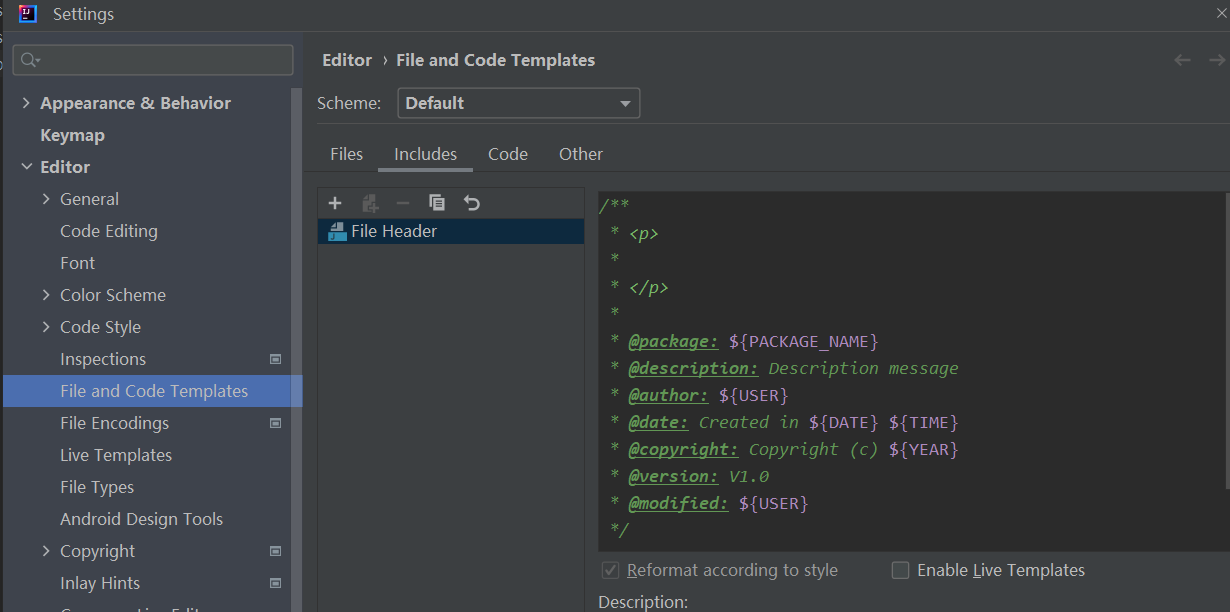 Settings
Editor › File and Code Templates
Scheme: Default
Files Includes Code Other
Appearance & Behavior
Keymap
Editor
General
Code Editing
Font
Color Scheme
Code Style
Inspections
File and Code Templates
File Encodings
Live Templates
File Types
Android Design Tools
Copyright
Inlay Hints
File Header
/**
* <p>
*
* </p>
*
* @package: ${PACKAGE_NAME}
* @description: Description message
* @author: ${USER}
* @date: Created in ${DATE} ${TIME}
* @copyright: Copyright (c) ${YEAR}
* @version: V1.0
* @modified: ${USER}
*/
Reformat according to style Enable Live Templates
Description: